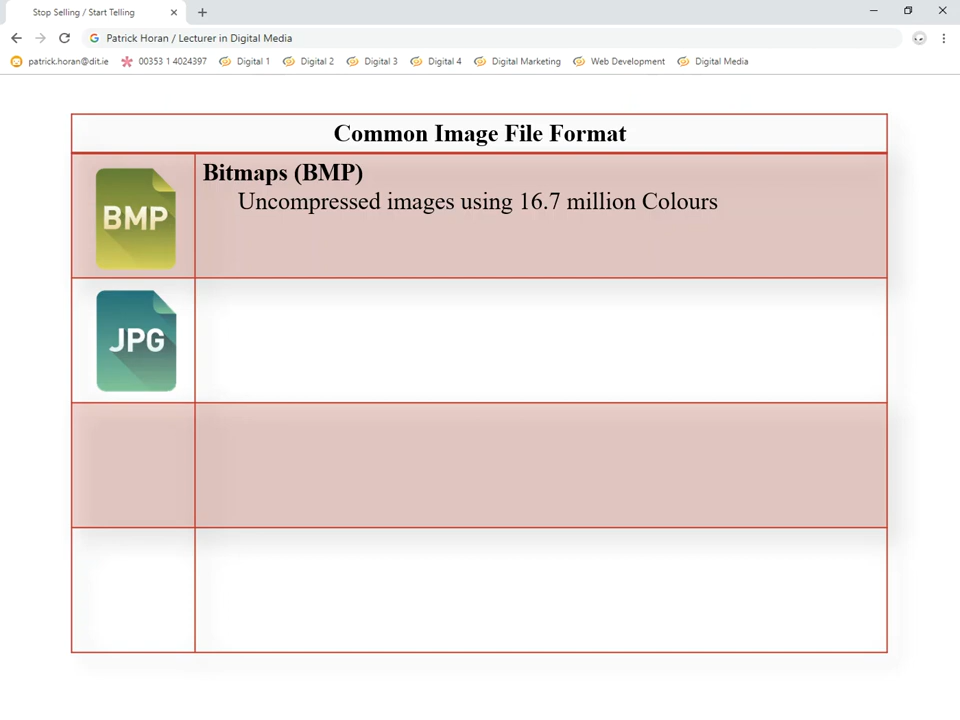 Stop Selling / Start Telling
Patrick Horan / Lecturer in Digital Media
patrick.horan@dit.ie 00353 1 4024397 Digital 1 Digital 2 Digital 3 Digital 4 Digital Marketing Web Development Digital Media
Common Image File Format
BMP
Bitmaps (BMP)
Uncompressed images using 16.7 million Colours
JPG